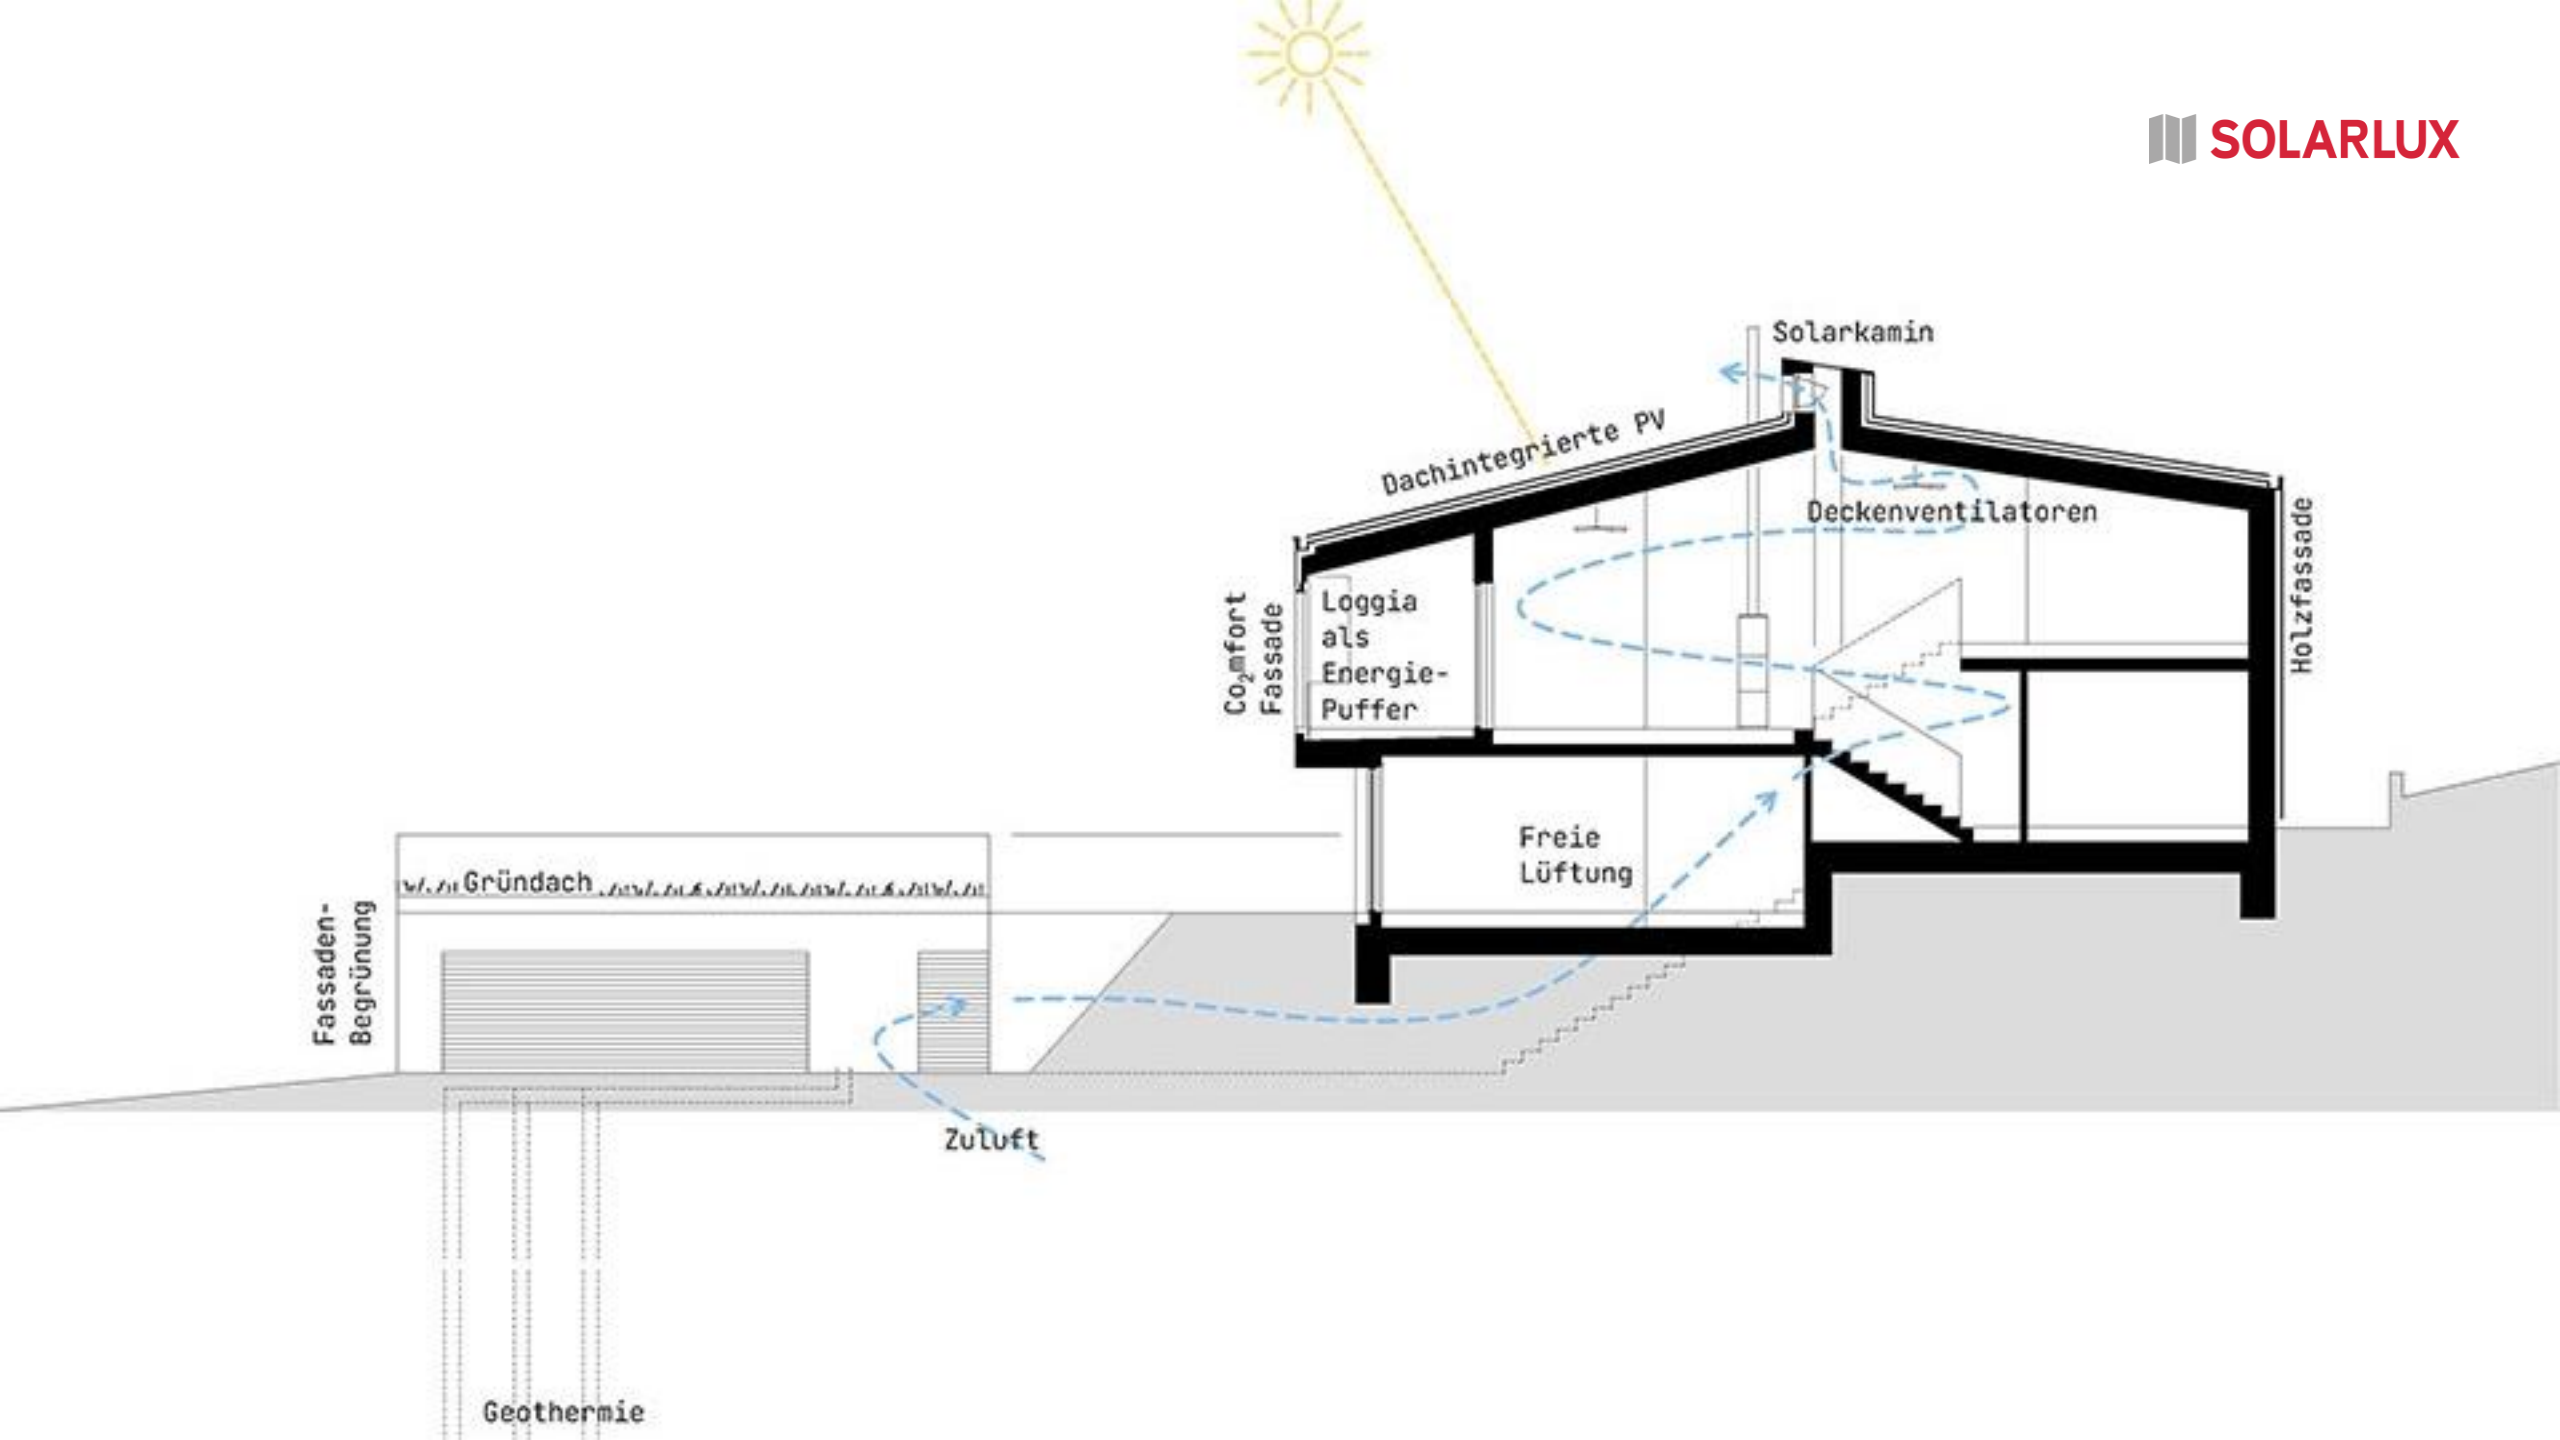 SOLARLUX
Solarkamin
Dachintegrierte PV
Deckenventilatoren
Holzfassade
Co₂mfort
Fassade
Loggia
als
Energie-
Puffer
Freie
Lüftung
Gründach
Fassaden-
Begrünung
Zuluft
Geothermie